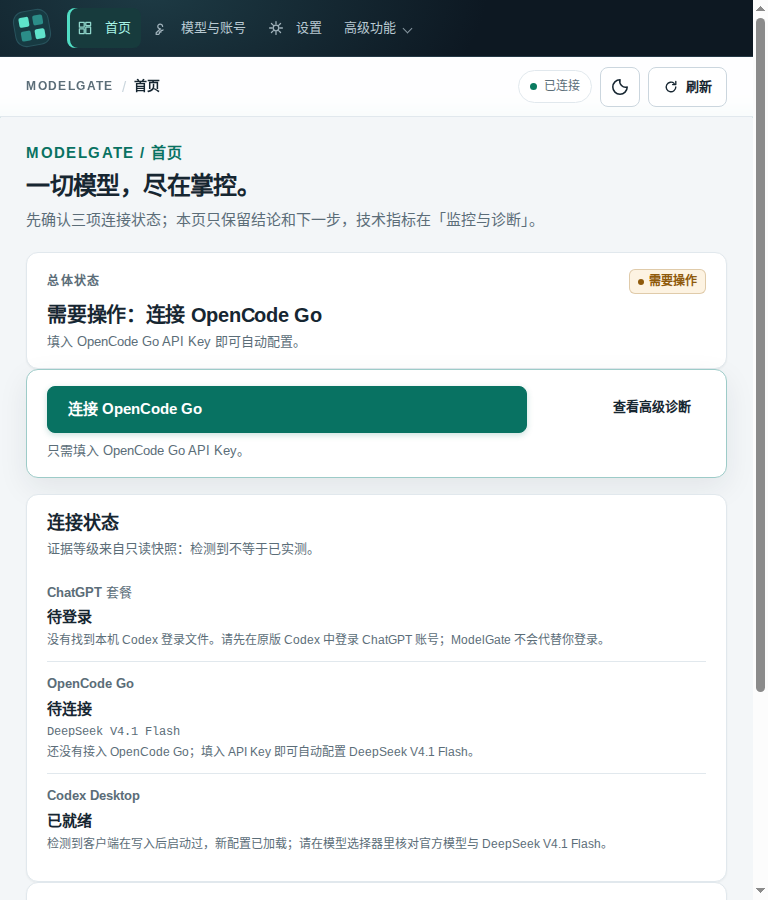 首页
模型与账号
设置
高级功能
MODELGATE / 首页
已连接
刷新
MODELGATE / 首页
一切模型，尽在掌控。
先确认三项连接状态；本页只保留结论和下一步，技术指标在「监控与诊断」。
总体状态
需要操作
需要操作：连接 OpenCode Go
填入 OpenCode Go API Key 即可自动配置。
连接 OpenCode Go
查看高级诊断
只需填入 OpenCode Go API Key。
连接状态
证据等级来自只读快照：检测到不等于已实测。
ChatGPT 套餐
待登录
没有找到本机 Codex 登录文件。请先在原版 Codex 中登录 ChatGPT 账号；ModelGate 不会代替你登录。
OpenCode Go
待连接
DeepSeek V4.1 Flash
还没有接入 OpenCode Go；填入 API Key 即可自动配置 DeepSeek V4.1 Flash。
Codex Desktop
已就绪
检测到客户端在写入后启动过，新配置已加载；请在模型选择器里核对官方模型与 DeepSeek V4.1 Flash。